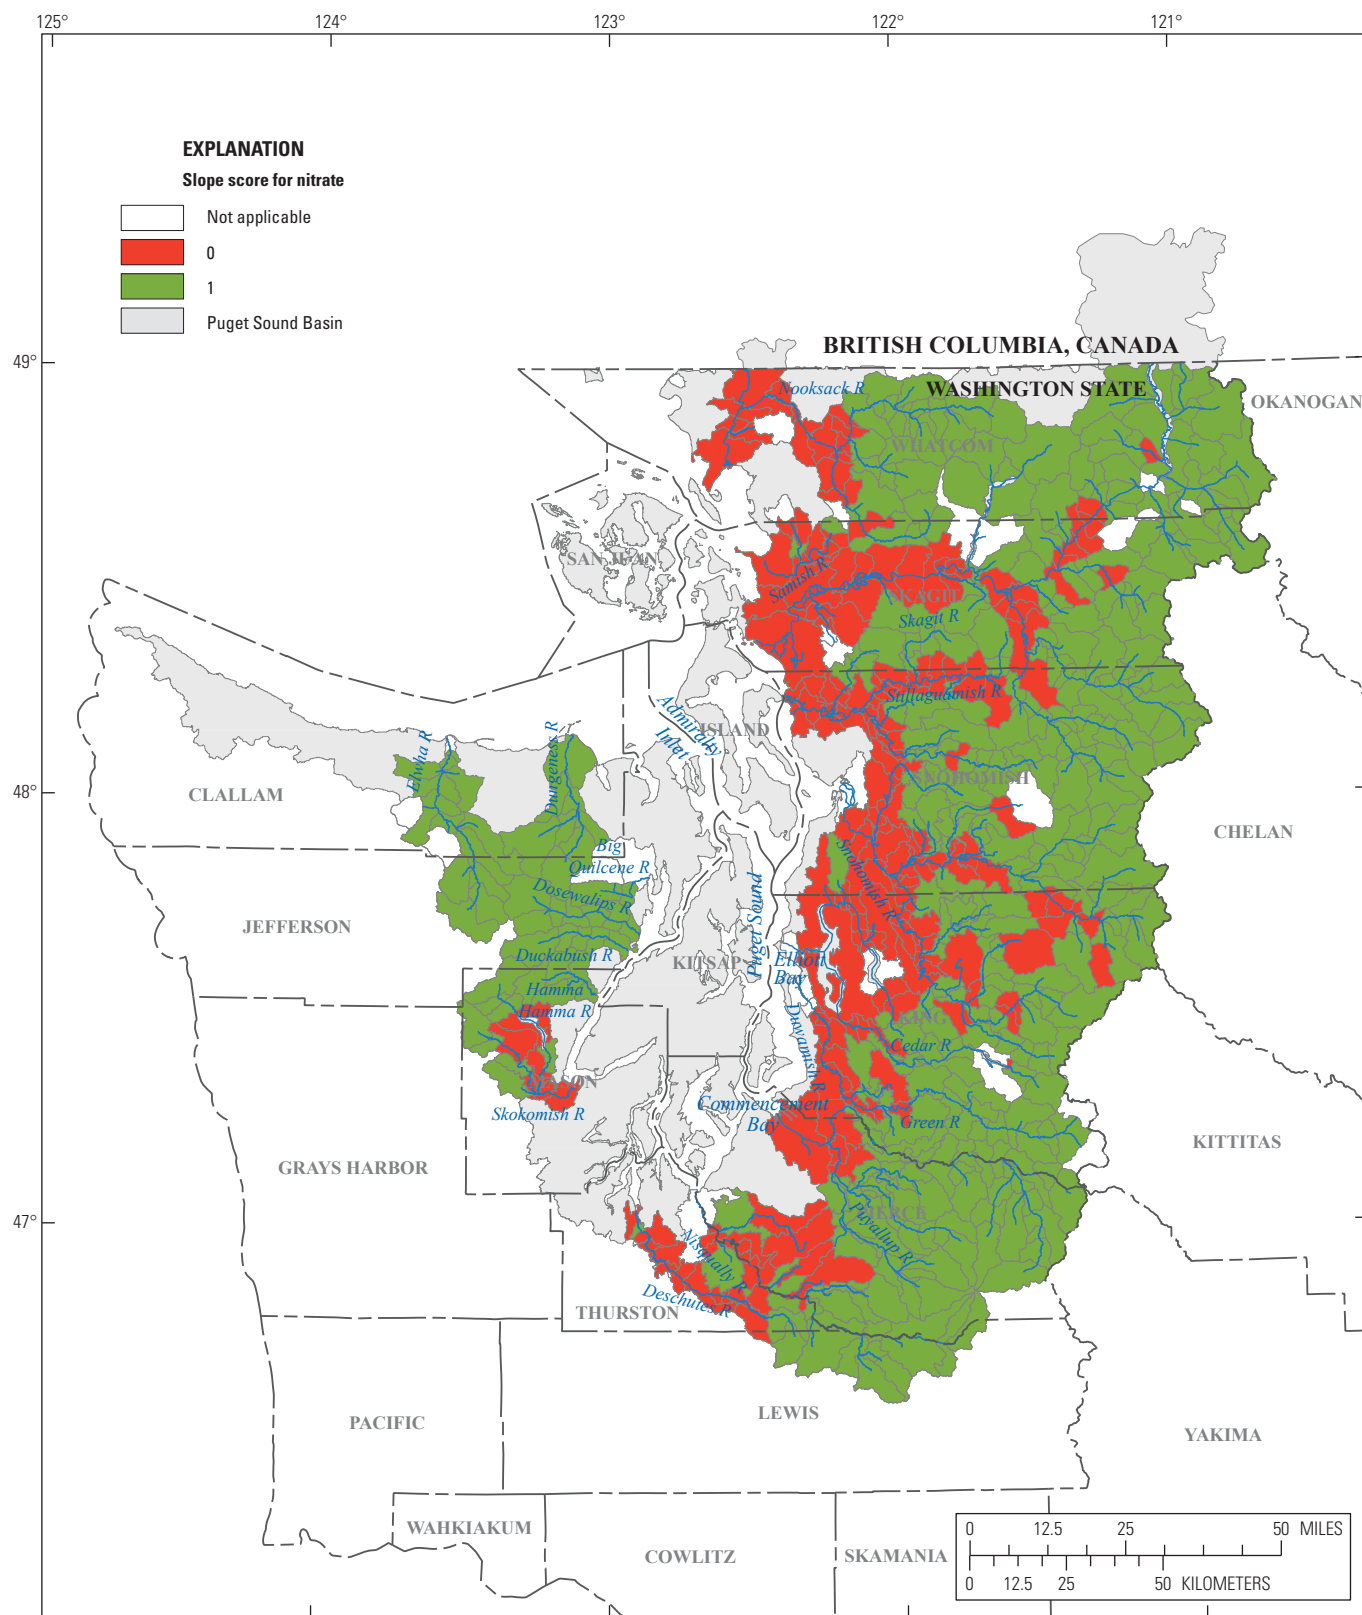 125° 124° 123° 122° 121°
EXPLANATION
Slope score for nitrate
Not applicable
0
1
Puget Sound Basin
49°
BRITISH COLUMBIA, CANADA
WASHINGTON STATE
Nooksack R
OKANOGAN
WHATCOM
SAN JUAN
Samish R
SKAGIT
Skagit R
Stillaguamish R
Admiralty
Inlet
ISLAND
Elwha R
Dungeness R
SNOHOMISH
48°
CLALLAM
CHELAN
Big
Quilcene R
Snohomish R
Dosewalips R
JEFFERSON
Puget Sound
Duckabush R
KITSAP
Elliott
Bay
Hamma
Hamma R
KING
Duwamish R
Cedar R
MASON
Skokomish R
Commencement
Bay
Green R
KITTITAS
GRAYS HARBOR
47°
PIERCE
Puyallup R
Nisqually R
Deschutes R
THURSTON
LEWIS
PACIFIC
YAKIMA
WAHKIAKUM
COWLITZ
SKAMANIA
0 12.5 25 50 MILES
0 12.5 25 50 KILOMETERS